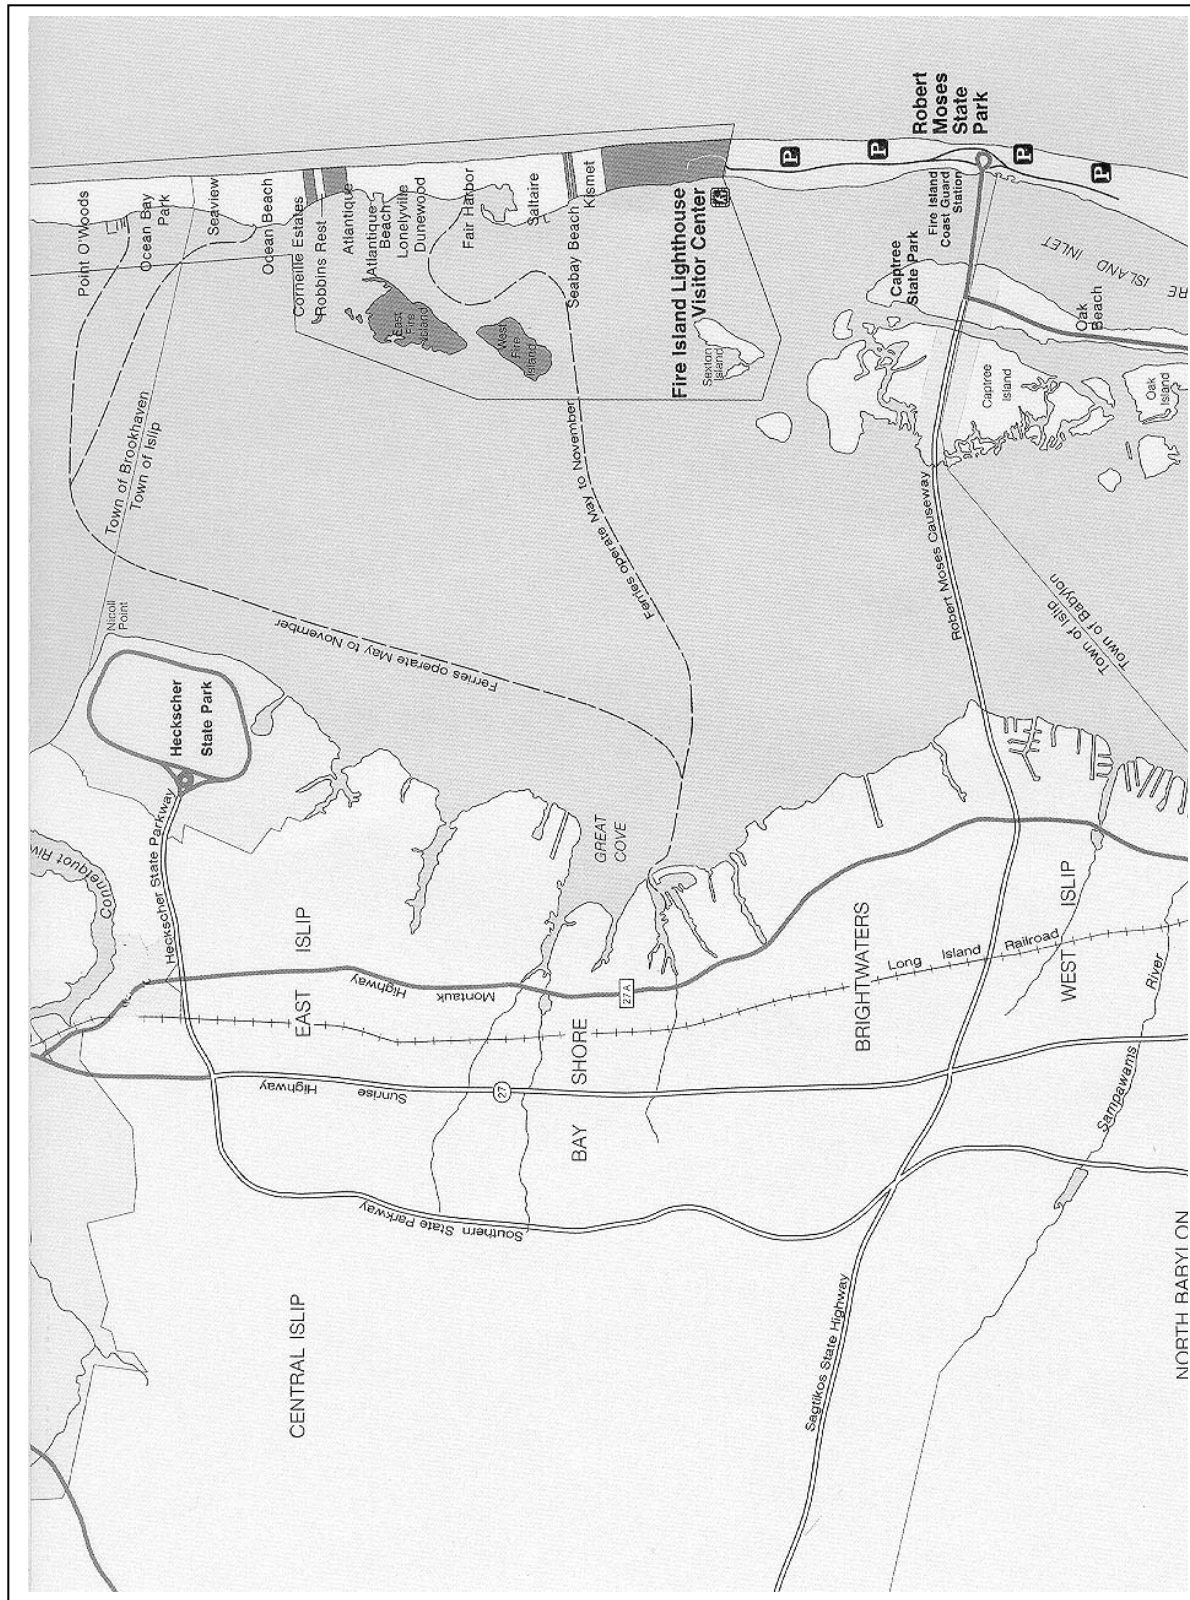 Point O'Woods
Ocean Bay
Park
Seaview
Ocean Beach
Corneille Estates
Robbins Rest
Atlantique
Atlantique
Beach
Lonelyville
Dunewood
Fair Harbor
Saltaire
Seabay Beach
Kismet
Fire Island Lighthouse
Visitor Center
Robert
Moses
State
Park
P
P
P
P
Fire Island
Coast Guard
Station
Captree
State Park
RE ISLAND INLET
Oak
Beach
East
Fire
Island
West
Fire
Island
Sexton
Island
Captree
Island
Oak
Island
Town of Brookhaven
Town of Islip
Ferries operate May to November
Ferries operate May to November
Robert Moses Causeway
Town of Islip
Town of Babylon
Nicoll
Point
Heckscher
State Park
Heckscher State Parkway
Connetquot Riv
GREAT
COVE
EAST ISLIP
Montauk Highway
27A
BRIGHTWATERS
Long Island Railroad
WEST ISLIP
Sunrise Highway
27
BAY SHORE
Sampawams River
Southern State Parkway
CENTRAL ISLIP
Sagtikos State Highway
NORTH BABYLON